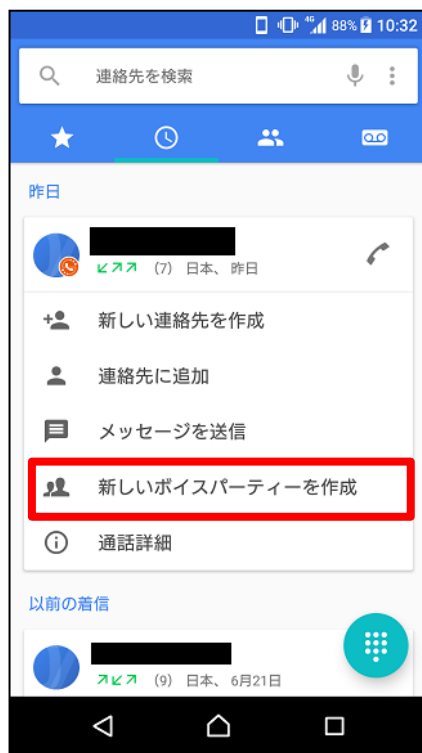 4G 88% 10:32
連絡先を検索
昨日
(7) 日本、昨日
新しい連絡先を作成
連絡先に追加
メッセージを送信
新しいボイスパーティーを作成
通話詳細
以前の着信
(9) 日本、6月21日